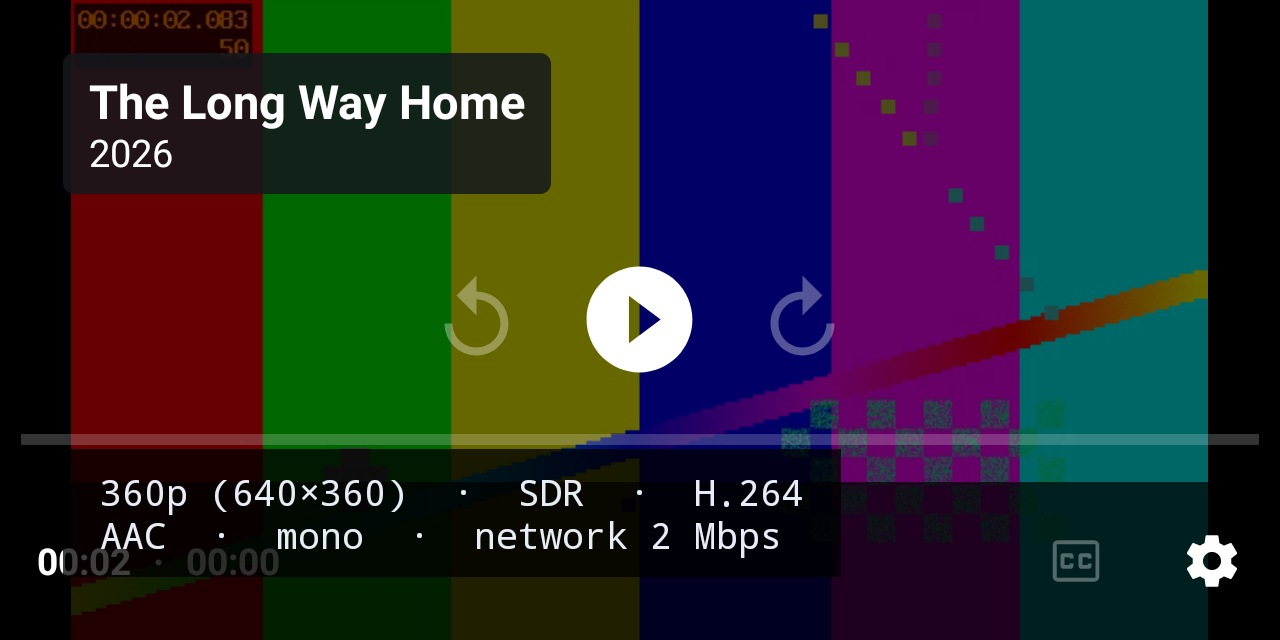 00:00:02.083
50
The Long Way Home
2026
360p (640×360) · SDR · H.264
AAC · mono · network 2 Mbps
00:02 · 00:00
CC